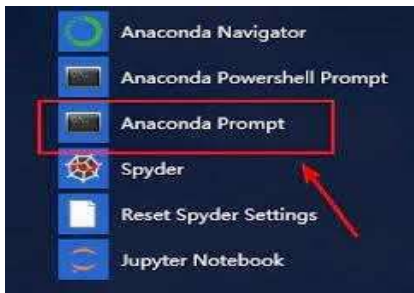 Anaconda Navigator
Anaconda Powershell Prompt
Anaconda Prompt
Spyder
Reset Spyder Settings
Jupyter Notebook